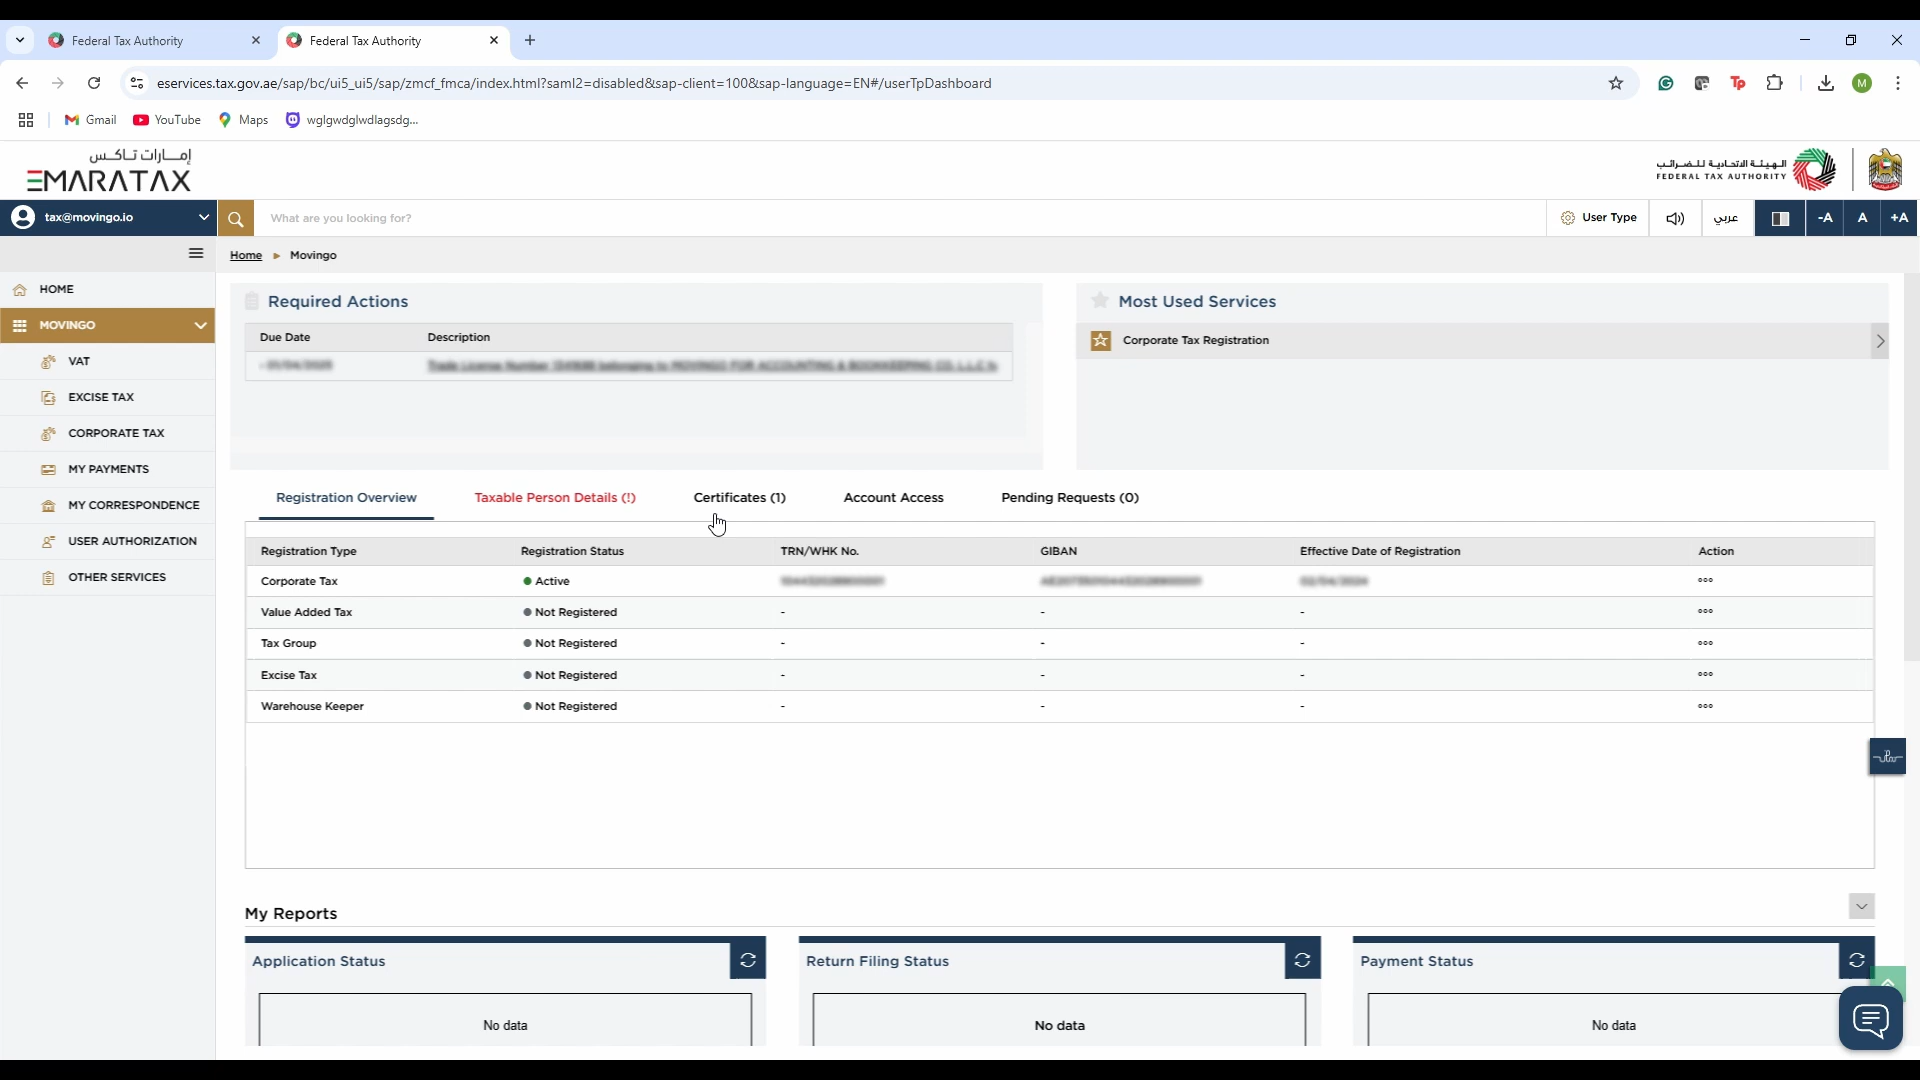 Federal Tax Authority
Federal Tax Authority
eservices.tax.gov.ae/sap/bc/ui5_ui5/sap/zmcf_fmca/index.html?saml2=disabled&sap-client=100&sap-language=EN#/userTpDashboard
M
Gmail
YouTube
Maps
wglgwdglwdlagsdg...
إمـارات تـاكـس
EMARATAX
الهيئة الاتحادية للضرائب
FEDERAL TAX AUTHORITY
tax@movingo.io
What are you looking for?
User Type
عربي
-A
A
+A
Home
Movingo
HOME
MOVINGO
VAT
EXCISE TAX
CORPORATE TAX
MY PAYMENTS
MY CORRESPONDENCE
USER AUTHORIZATION
OTHER SERVICES
Required Actions
Due Date Description
Most Used Services
Corporate Tax Registration
Registration Overview
Taxable Person Details (!)
Certificates (1)
Account Access
Pending Requests (0)
Registration Type Registration Status TRN/WHK No. GIBAN Effective Date of Registration Action
Corporate Tax Active
Value Added Tax Not Registered - - -
Tax Group Not Registered - - -
Excise Tax Not Registered - - -
Warehouse Keeper Not Registered - - -
My Reports
Application Status
No data
Return Filing Status
No data
Payment Status
No data